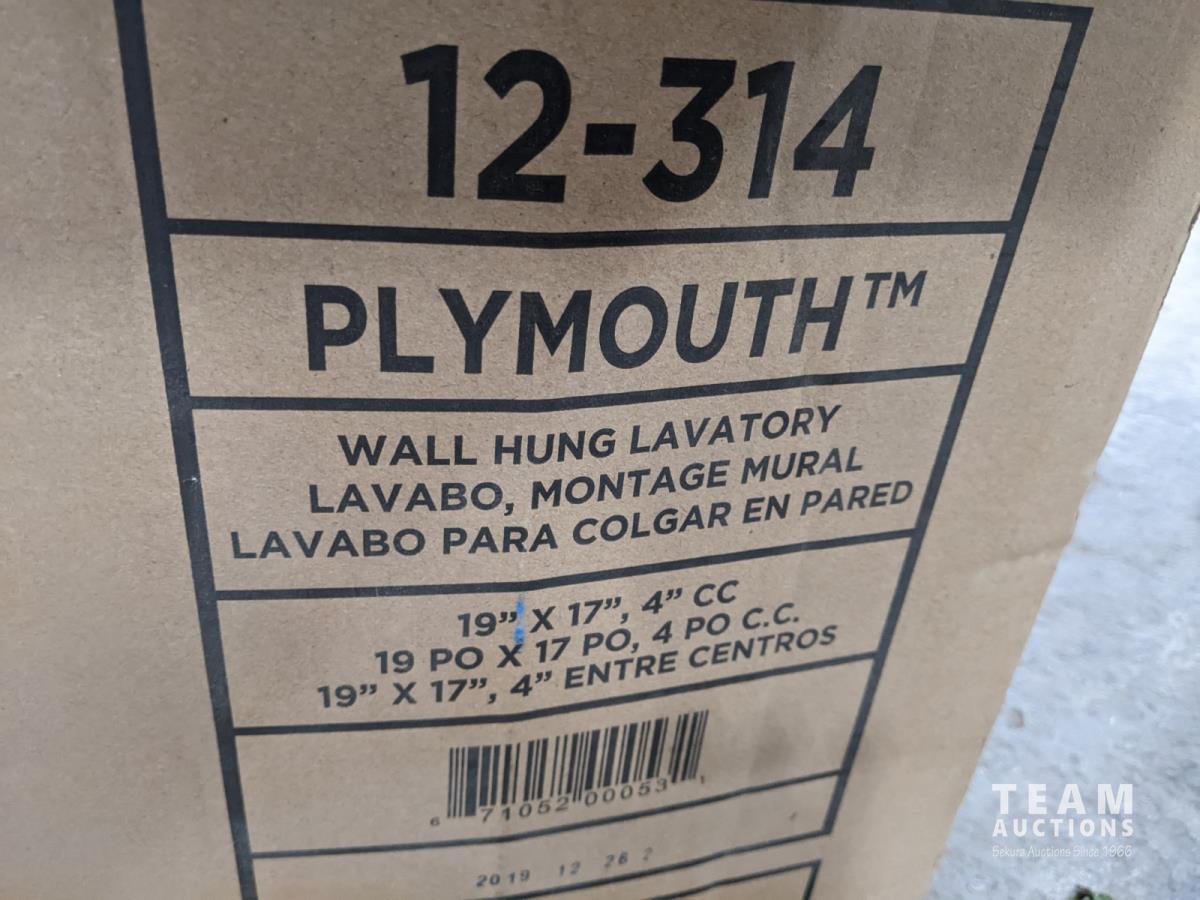 12-314
PLYMOUTH™
WALL HUNG LAVATORY
LAVABO, MONTAGE MURAL
LAVABO PARA COLGAR EN PARED
19” X 17”, 4” CC
19 PO X 17 PO, 4 PO C.C.
19” X 17”, 4” ENTRE CENTROS
6 71052 00053 1
2019 12 26 2
TEAM
AUCTIONS
Sekura Auctions Since 1966